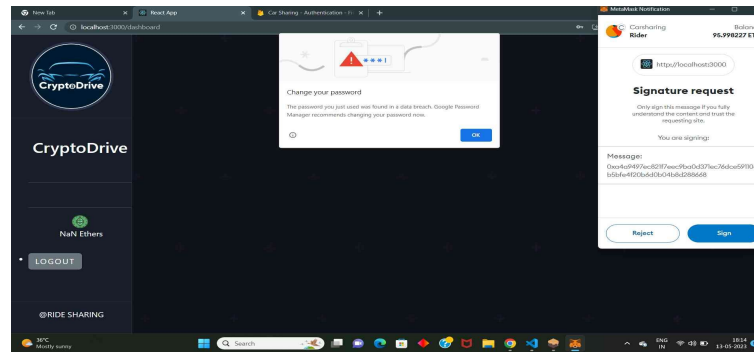 New Tab
React App
Car Sharing - Authentication - Fi
localhost:3000/dashboard
CryptoDrive
CryptoDrive
NaN Ethers
LOGOUT
@RIDE SHARING
***!
Change your password
The password you just used was found in a data breach. Google Password
Manager recommends changing your password now.
OK
MetaMask Notification
Carsharing
Rider
Balan
95.998227 ET
http://localhost:3000
Signature request
Only sign this message if you fully
understand the content and trust the
requesting site.
You are signing:
Message:
Reject
Sign
36°C
Mostly sunny
Search
ENG
IN
18:14
13-05-2023